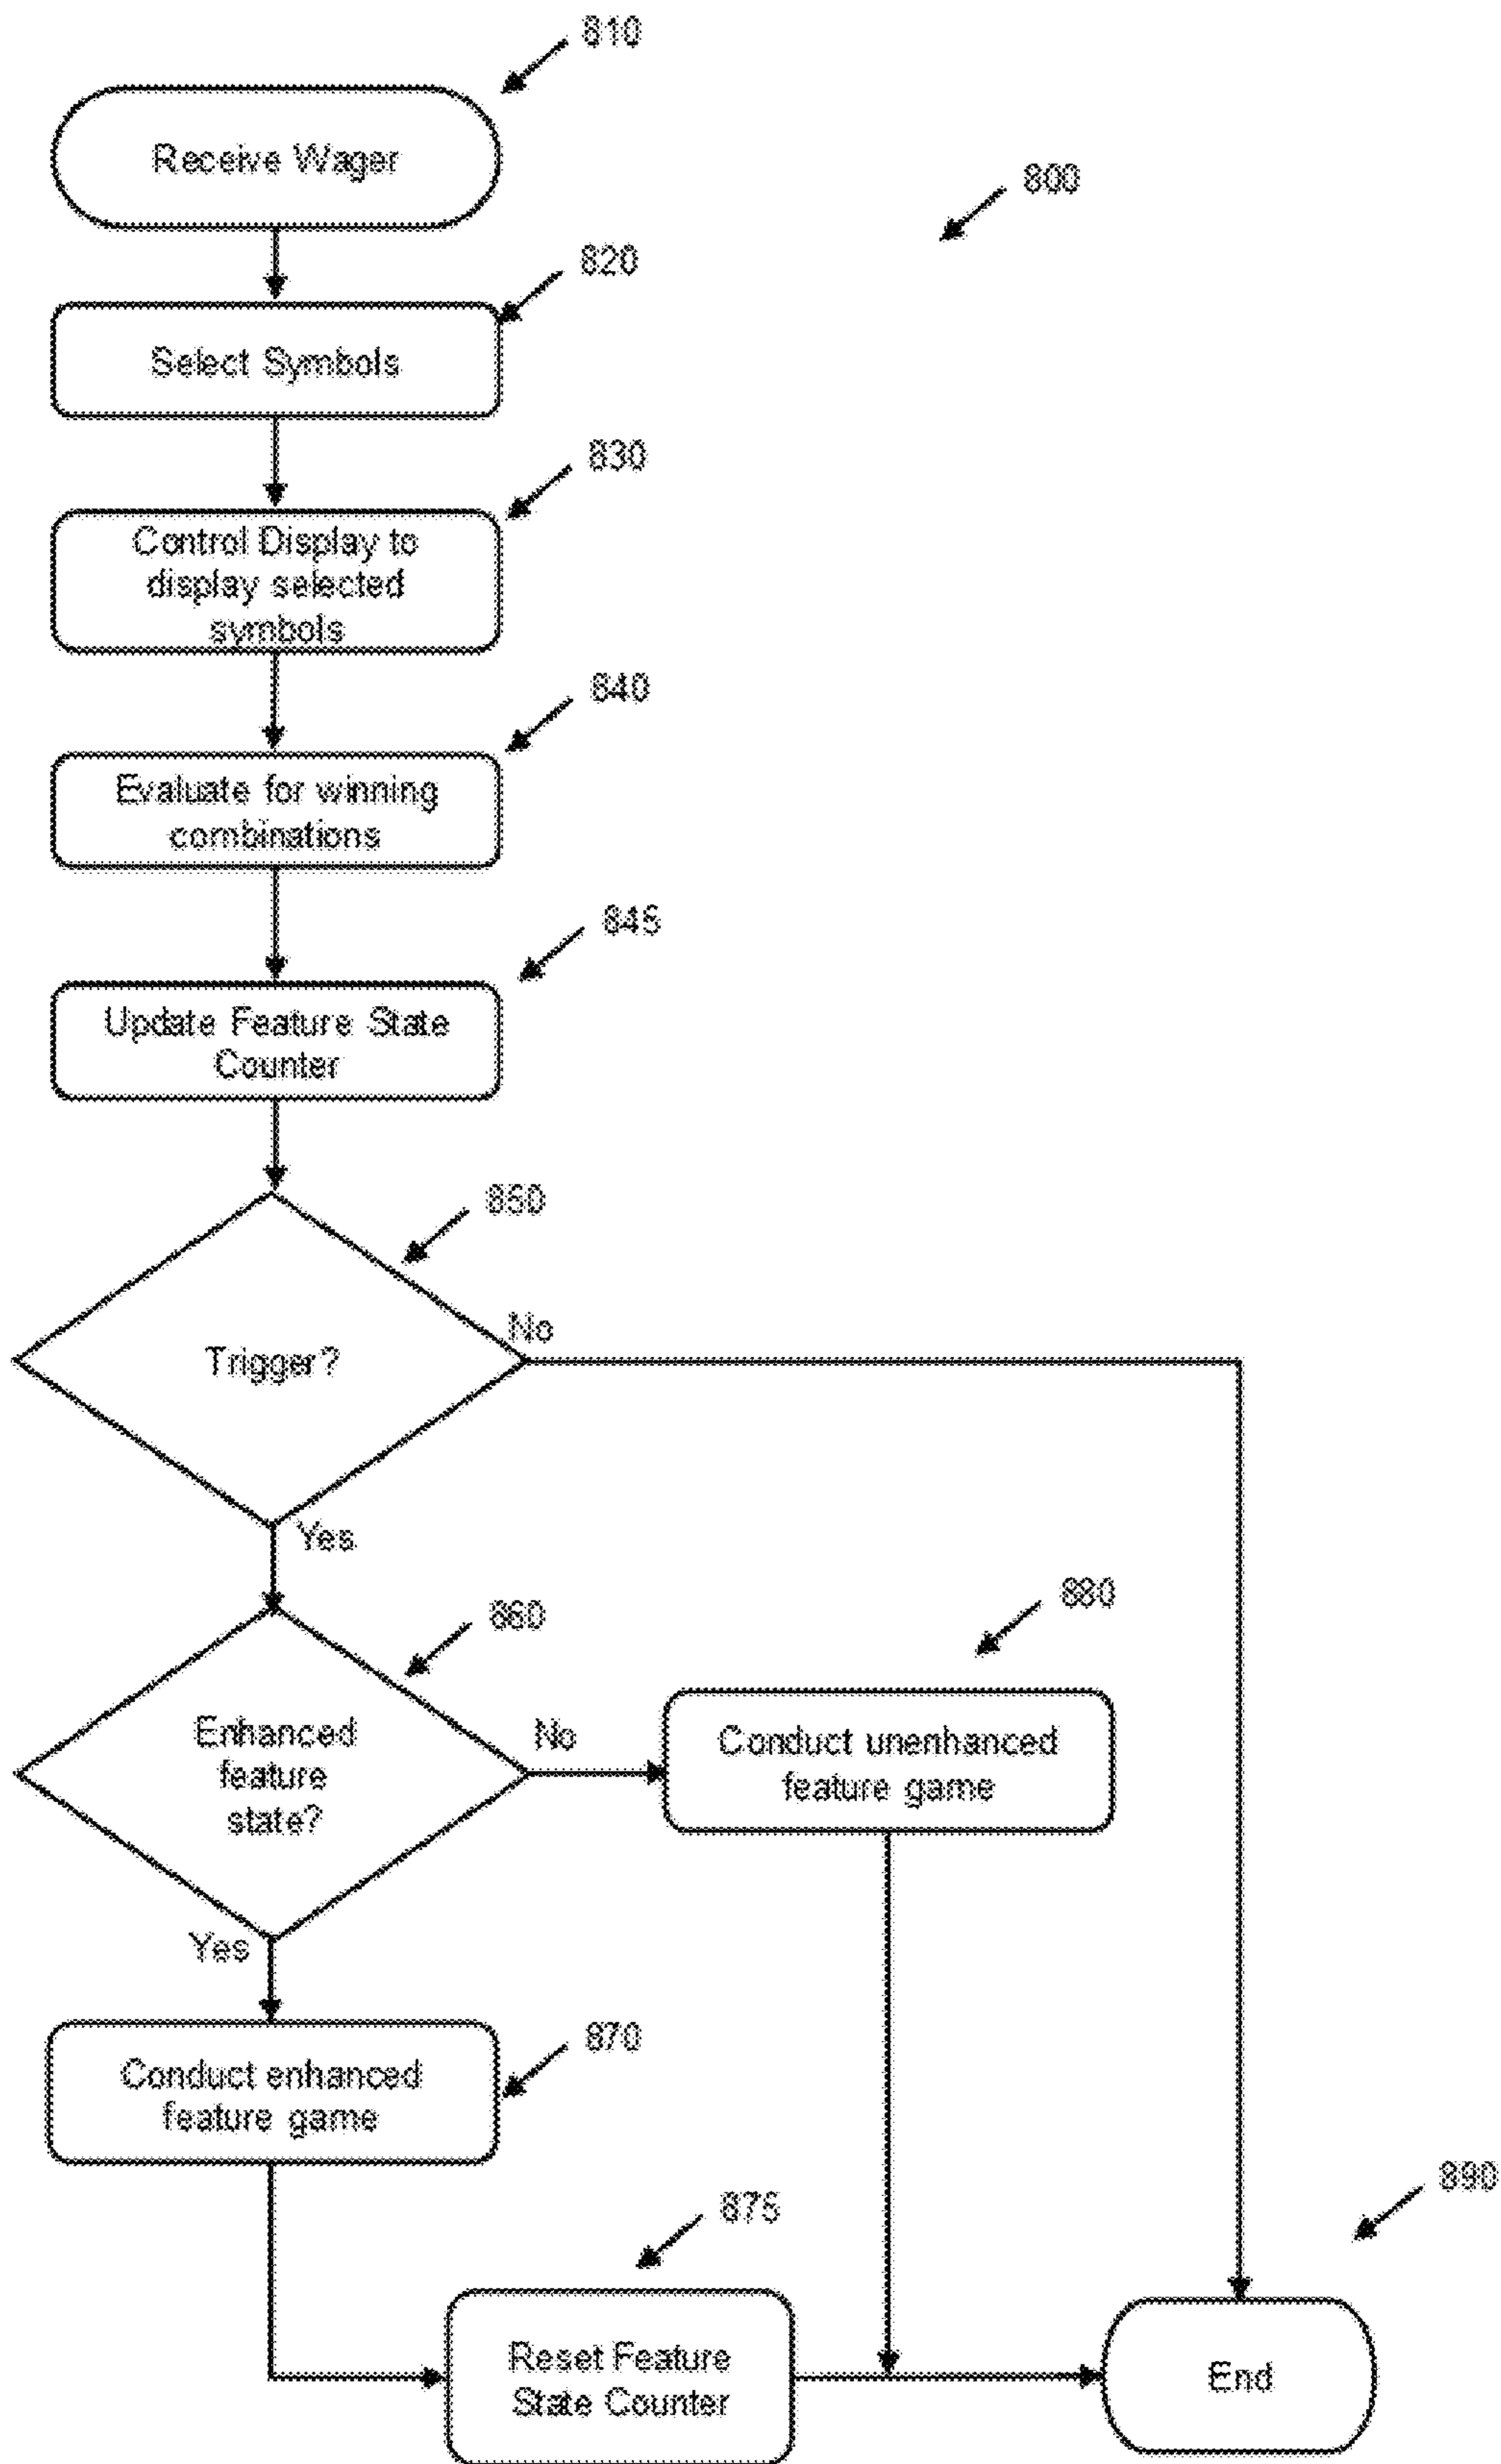 810
Receive Wager
800
820
Select Symbols
830
Control Display to
display selected
symbols
840
Evaluate for winning
combinations
845
Update Feature State
Counter
850
Trigger?
No
Yes
860
Enhanced
feature
state?
No
880
Conduct unenhanced
feature game
Yes
870
Conduct enhanced
feature game
875
Reset Feature
State Counter
890
End